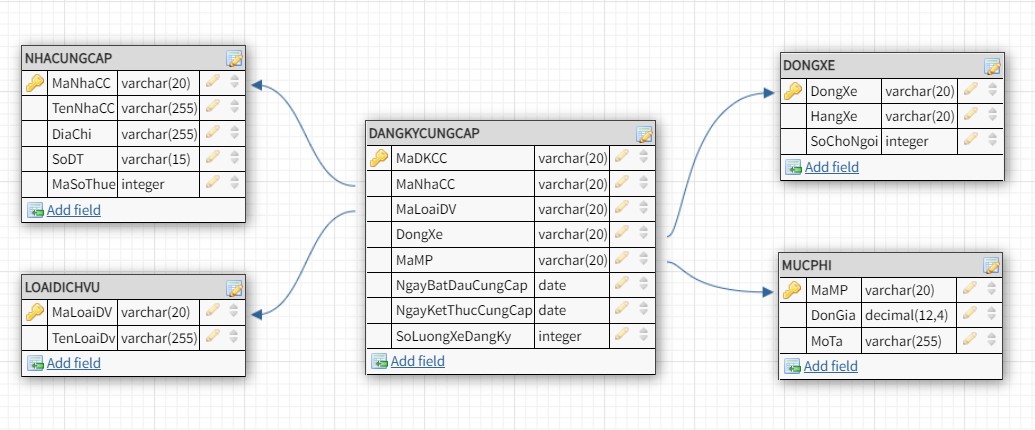 NHACUNGCAP
MaNhaCC varchar(20)
TenNhaCC varchar(255)
DiaChi varchar(255)
SoDT varchar(15)
MaSoThue integer
Add field
LOAIDICHVU
MaLoaiDV varchar(20)
TenLoaiDv varchar(255)
Add field
DANGKYCUNGCAP
MaDKCC varchar(20)
MaNhaCC varchar(20)
MaLoaiDV varchar(20)
DongXe varchar(20)
MaMP varchar(20)
NgayBatDauCungCap date
NgayKetThucCungCap date
SoLuongXeDangKy integer
Add field
DONGXE
DongXe varchar(20)
HangXe varchar(20)
SoChoNgoi integer
Add field
MUCPHI
MaMP varchar(20)
DonGia decimal(12,4)
MoTa varchar(255)
Add field